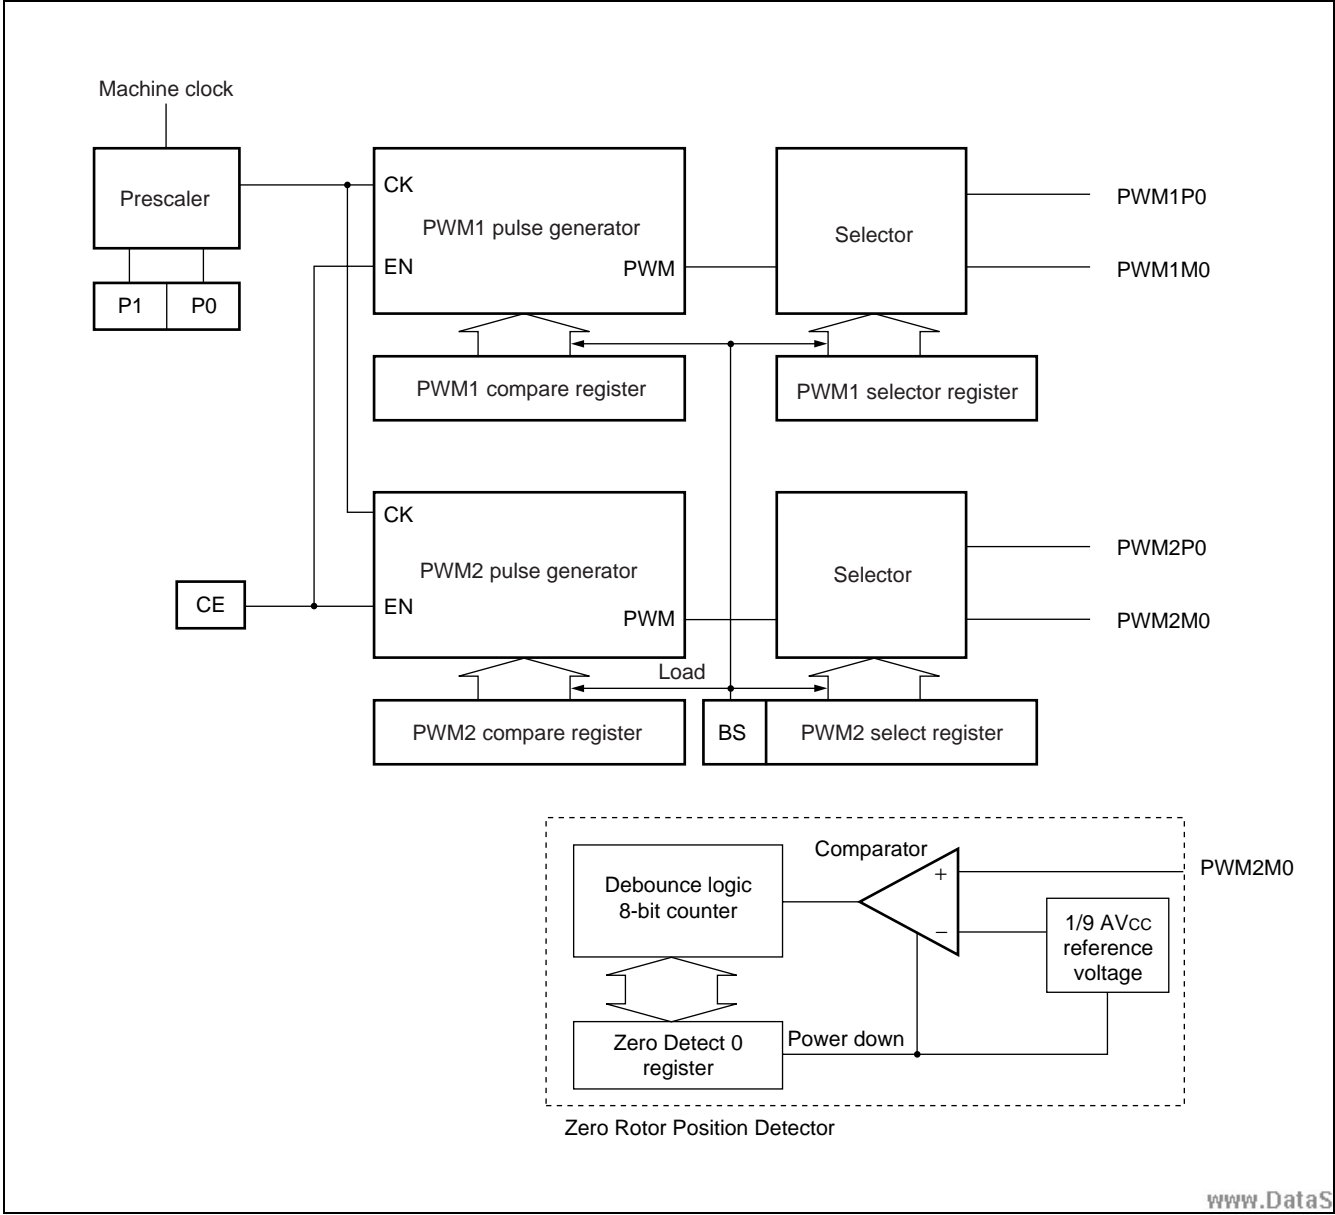 Machine clock
Prescaler
P1
P0
CK
PWM1 pulse generator
EN
PWM
Selector
PWM1P0
PWM1M0
PWM1 compare register
PWM1 selector register
CK
PWM2 pulse generator
EN
PWM
Selector
PWM2P0
PWM2M0
CE
Load
PWM2 compare register
BS
PWM2 select register
Comparator
Debounce logic
8-bit counter
+
−
PWM2M0
1/9 AVCC
reference
voltage
Zero Detect 0
register
Power down
Zero Rotor Position Detector
www.DataS